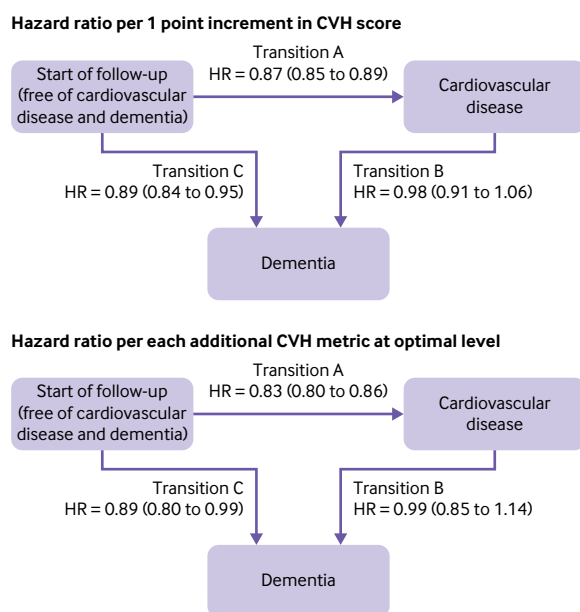 Hazard ratio per 1 point increment in CVH score
Transition A
HR = 0.87 (0.85 to 0.89)
Start of follow-up
(free of cardiovascular
disease and dementia)
Cardiovascular
disease
Transition C
HR = 0.89 (0.84 to 0.95)
Transition B
HR = 0.98 (0.91 to 1.06)
Dementia
Hazard ratio per each additional CVH metric at optimal level
Transition A
HR = 0.83 (0.80 to 0.86)
Start of follow-up
(free of cardiovascular
disease and dementia)
Cardiovascular
disease
Transition C
HR = 0.89 (0.80 to 0.99)
Transition B
HR = 0.99 (0.85 to 1.14)
Dementia